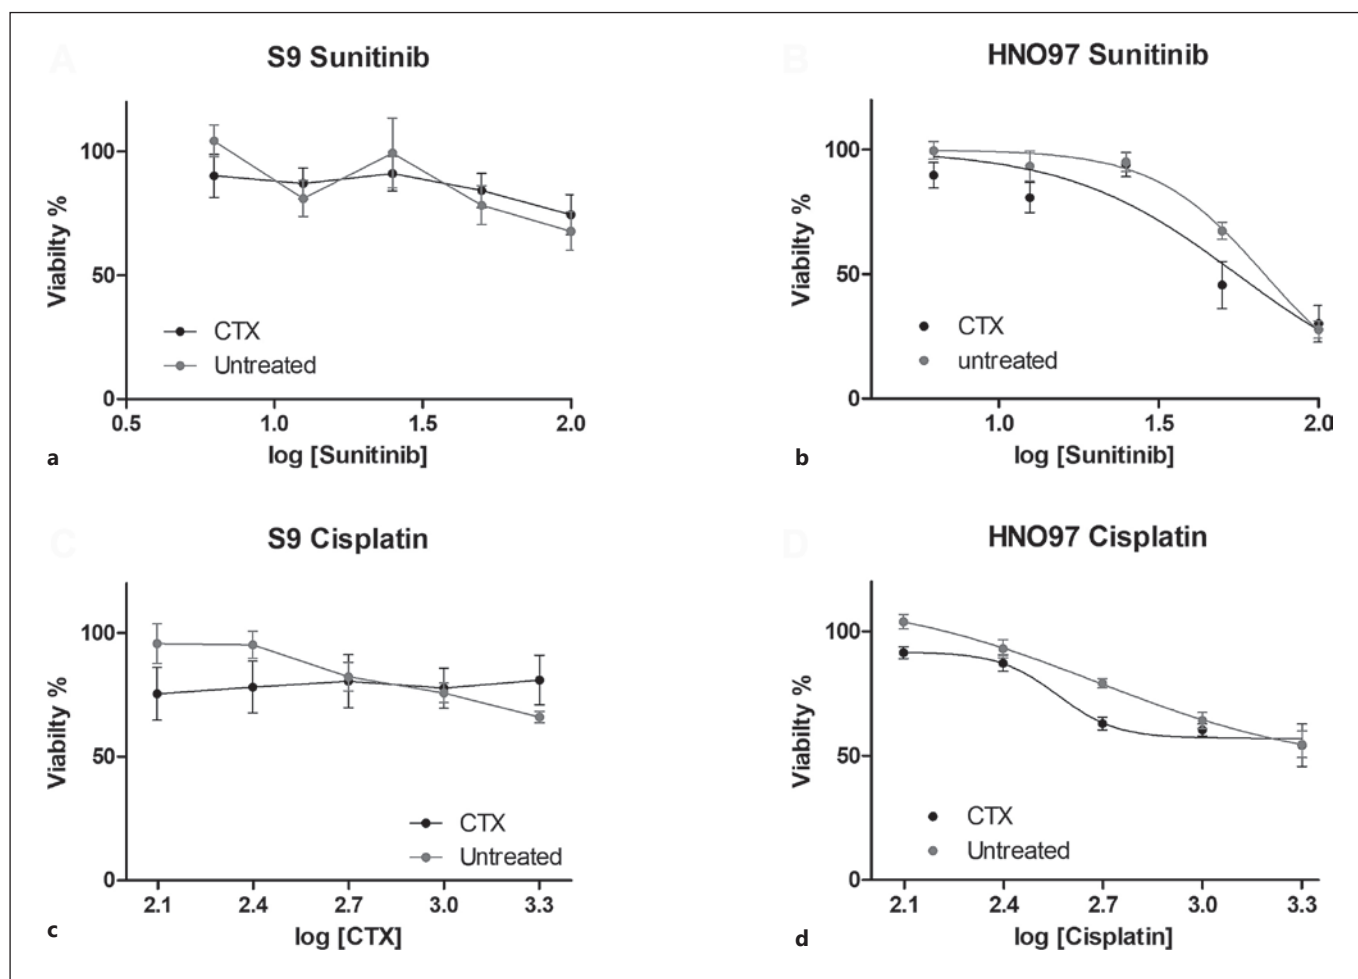 A
S9 Sunitinib
Viabilty %
100
50
0
CTX
Untreated
0.5 1.0 1.5 2.0
log [Sunitinib]
a
B
HNO97 Sunitinib
Viabilty %
100
50
0
CTX
untreated
1.0 1.5 2.0
log [Sunitinib]
b
C
S9 Cisplatin
Viabilty %
100
50
0
CTX
Untreated
2.1 2.4 2.7 3.0 3.3
log [CTX]
c
D
HNO97 Cisplatin
Viabilty %
100
50
0
CTX
Untreated
2.1 2.4 2.7 3.0 3.3
log [Cisplatin]
d